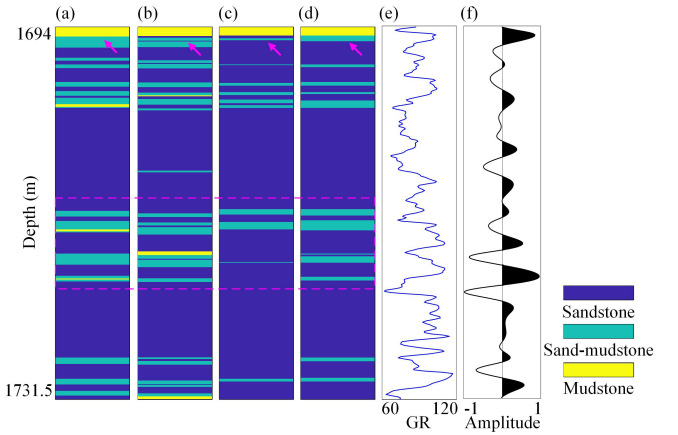 (a) (b) (c) (d) (e) (f)
1694
Depth (m)
Sandstone
Sand-mudstone
Mudstone
1731.5
60 120 -1 1
GR Amplitude